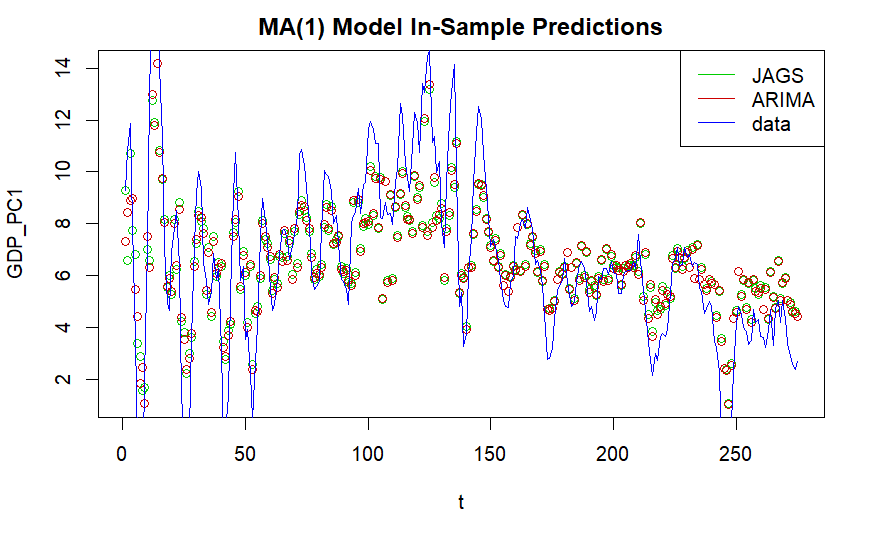 MA(1) Model In-Sample Predictions
JAGS
ARIMA
data
14
12
10
8
6
4
2
GDP_PC1
0 50 100 150 200 250
t